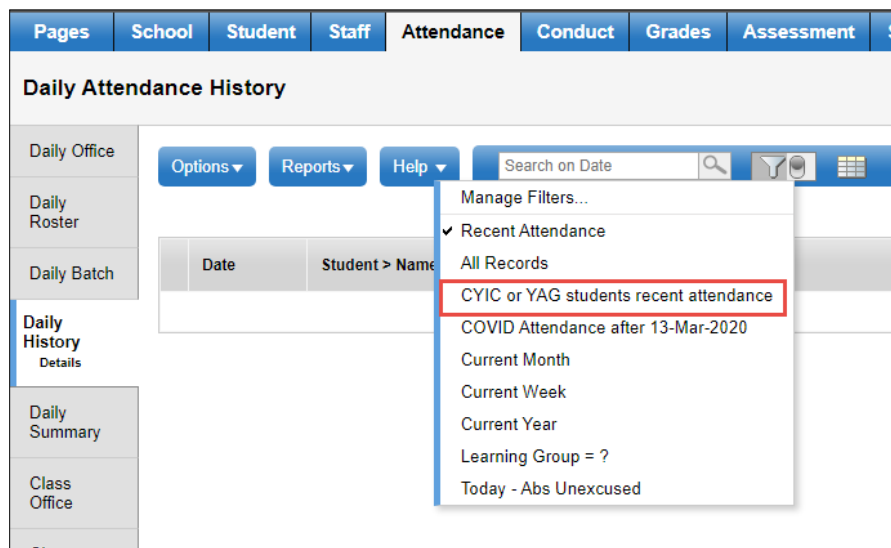 Pages School Student Staff Attendance Conduct Grades Assessment
Daily Attendance History
Daily Office
Daily
Roster
Daily Batch
Daily
History
Details
Daily
Summary
Class
Office
Options Reports Help Search on Date
Date Student > Name
Manage Filters...
Recent Attendance
All Records
CYIC or YAG students recent attendance
COVID Attendance after 13-Mar-2020
Current Month
Current Week
Current Year
Learning Group = ?
Today - Abs Unexcused